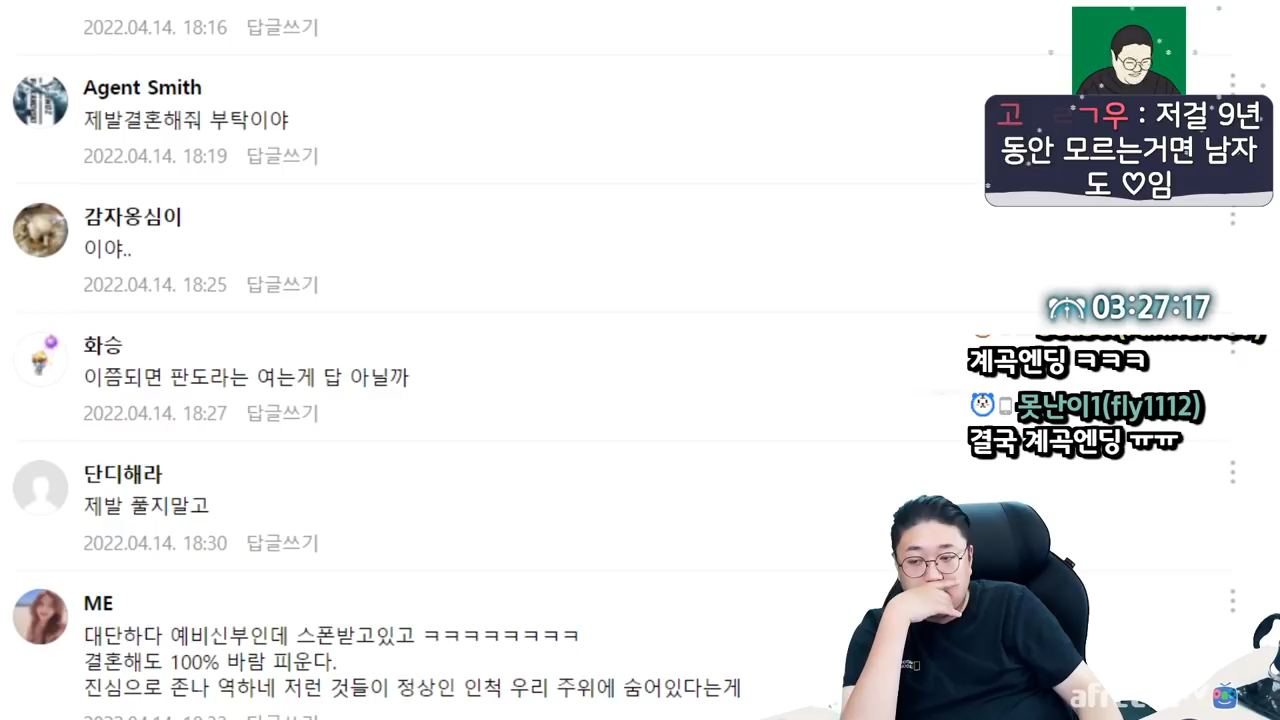 2022.04.14. 18:16 답글쓰기
Agent Smith
제발결혼해줘 부탁이야
2022.04.14. 18:19 답글쓰기
감자옹심이
이야..
2022.04.14. 18:25 답글쓰기
화승
이쯤되면 판도라는 여는게 답 아닐까
2022.04.14. 18:27 답글쓰기
단디해라
제발 풀지말고
2022.04.14. 18:30 답글쓰기
ME
대단하다 예비신부인데 스폰받고있고 ㅋㅋㅋㅋㅋㅋㅋㅋ
결혼해도 100% 바람 피운다.
진심으로 존나 역하네 저런 것들이 정상인 인척 우리 주위에 숨어있다는게
고 ㄹㄱ우 : 저걸 9년
동안 모르는거면 남자
도 ♡임
03:27:17
계곡엔딩 ㅋㅋㅋ
못난이1(fly1112)
결국 계곡엔딩 ㅠㅠ